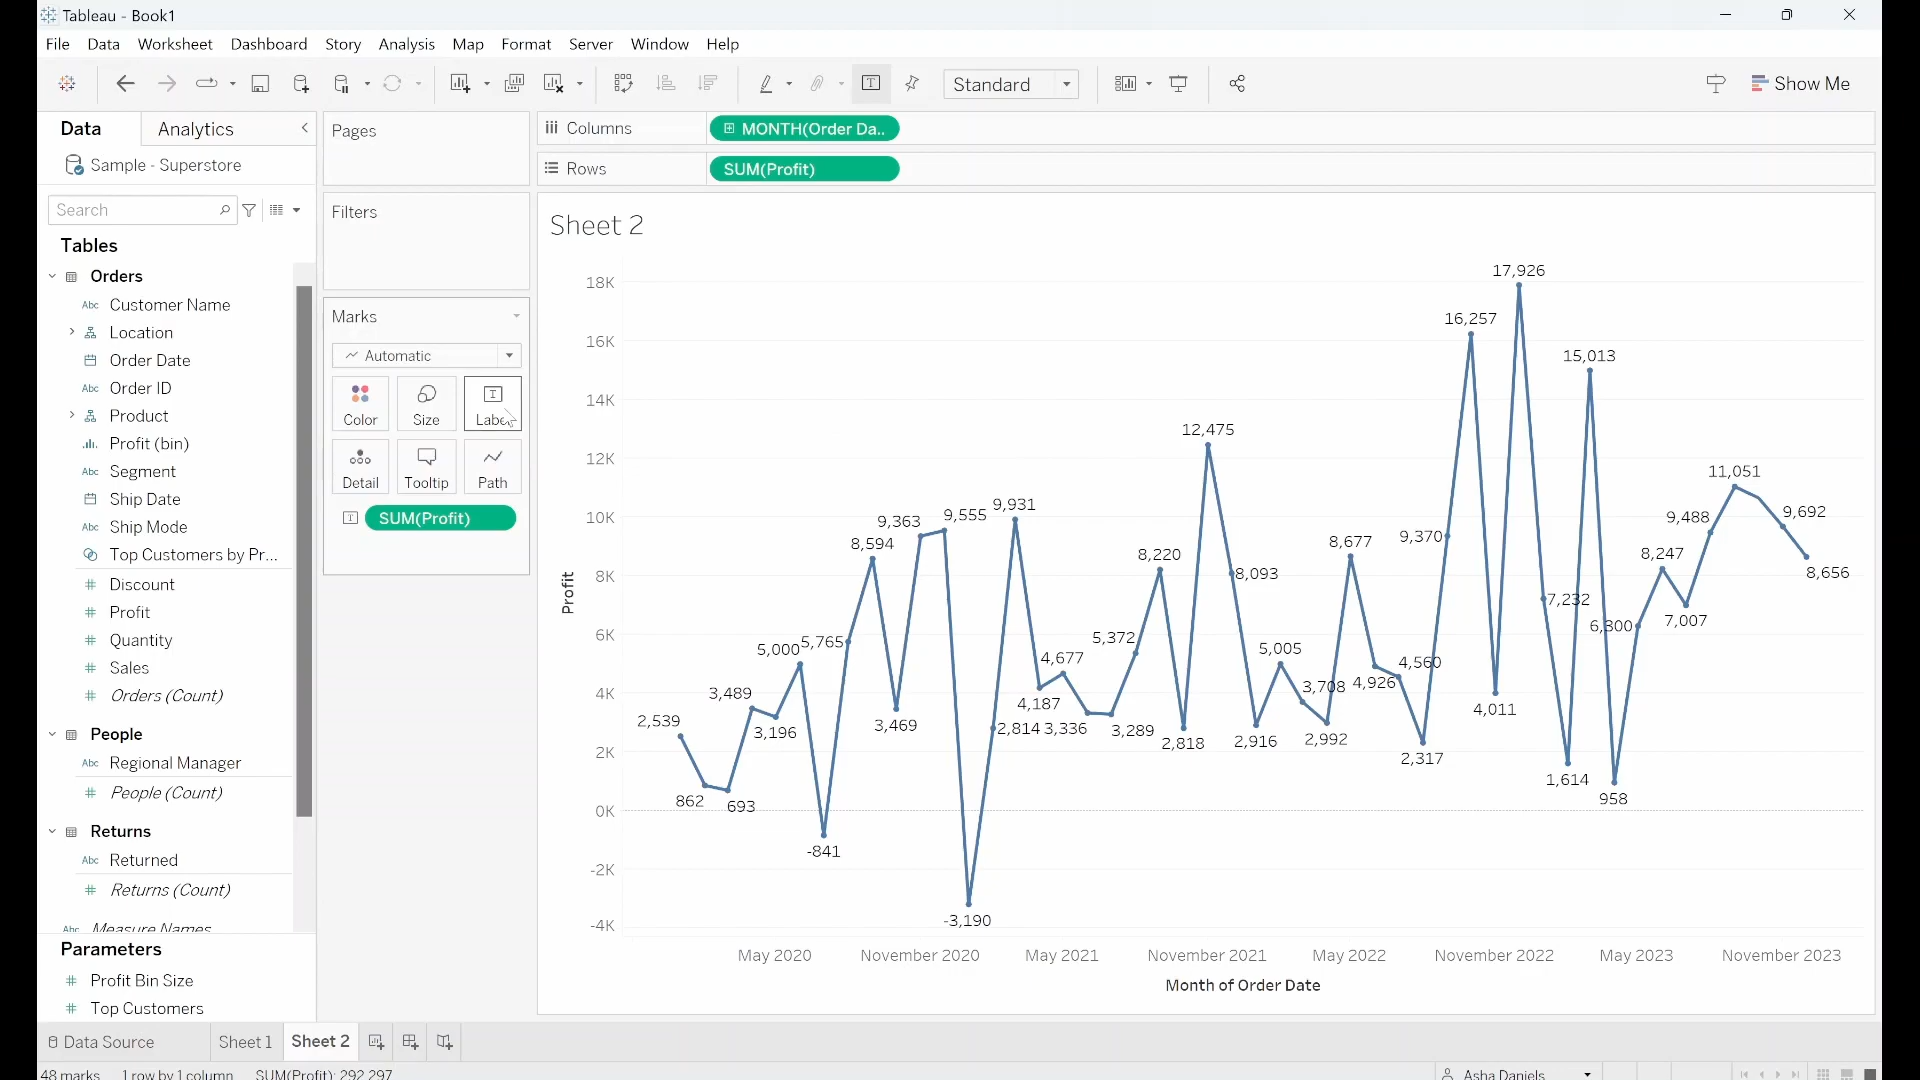 Tableau - Book1
File Data Worksheet Dashboard Story Analysis Map Format Server Window Help
Standard
Show Me
Data Analytics
Sample - Superstore
Search
Tables
Orders
Abc Customer Name
Location
Order Date
Abc Order ID
Product
Profit (bin)
Abc Segment
Ship Date
Abc Ship Mode
Top Customers by Pr...
# Discount
# Profit
# Quantity
# Sales
# Orders (Count)
People
Abc Regional Manager
# People (Count)
Returns
Abc Returned
# Returns (Count)
Abc Measure Names
Parameters
# Profit Bin Size
# Top Customers
Pages
Filters
Marks
Automatic
Color Size Label
Detail Tooltip Path
T SUM(Profit)
Columns MONTH(Order Da..
Rows SUM(Profit)
Sheet 2
Profit
18K
16K
14K
12K
10K
8K
6K
4K
2K
0K
-2K
-4K
2,539
862
693
3,489
3,196
5,000
-841
5,765
8,594
3,469
9,363
9,555
-3,190
2,814
9,931
4,187
4,677
3,336
3,289
5,372
8,220
2,818
12,475
8,093
2,916
5,005
3,708
2,992
8,677
4,926
4,560
2,317
9,370
16,257
4,011
17,926
7,232
1,614
15,013
958
6,300
8,247
7,007
9,488
11,051
9,692
8,656
May 2020 November 2020 May 2021 November 2021 May 2022 November 2022 May 2023 November 2023
Month of Order Date
Data Source Sheet 1 Sheet 2
48 marks 1 row by 1 column SUM(Profit): 292,297
Asha Daniels